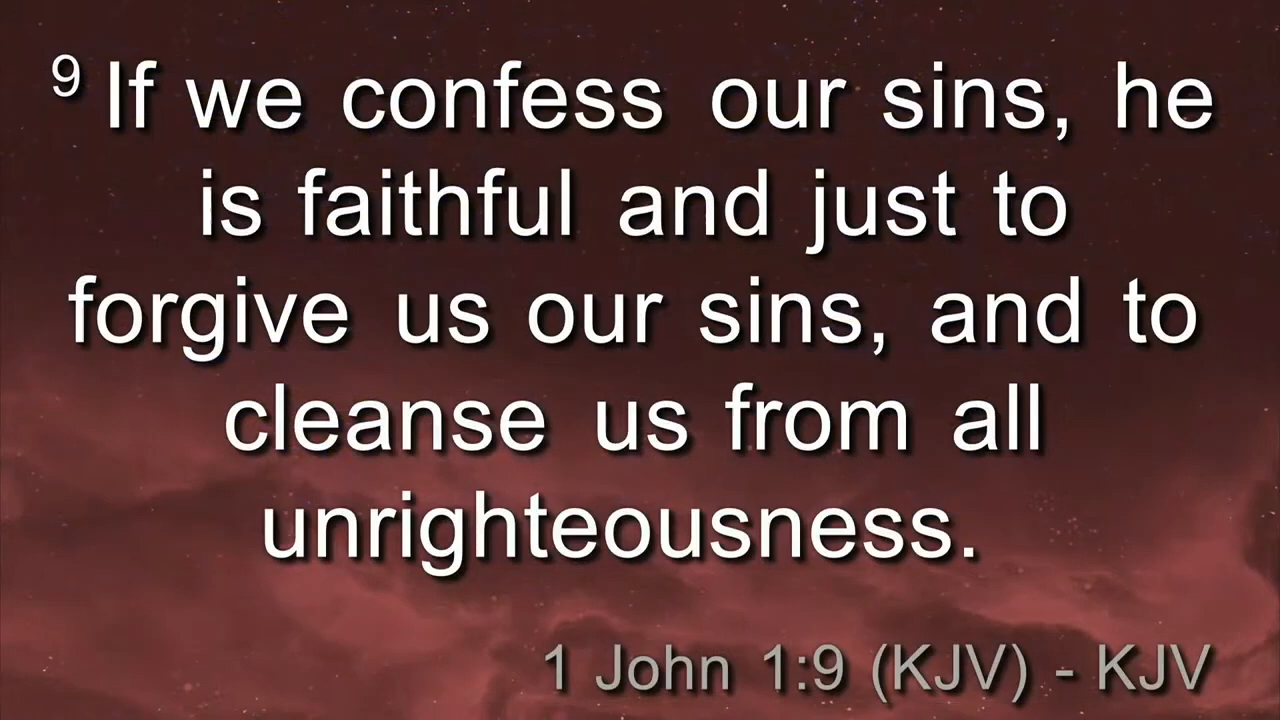 9 If we confess our sins, he
is faithful and just to
forgive us our sins, and to
cleanse us from all
unrighteousness.
1 John 1:9 (KJV) - KJV